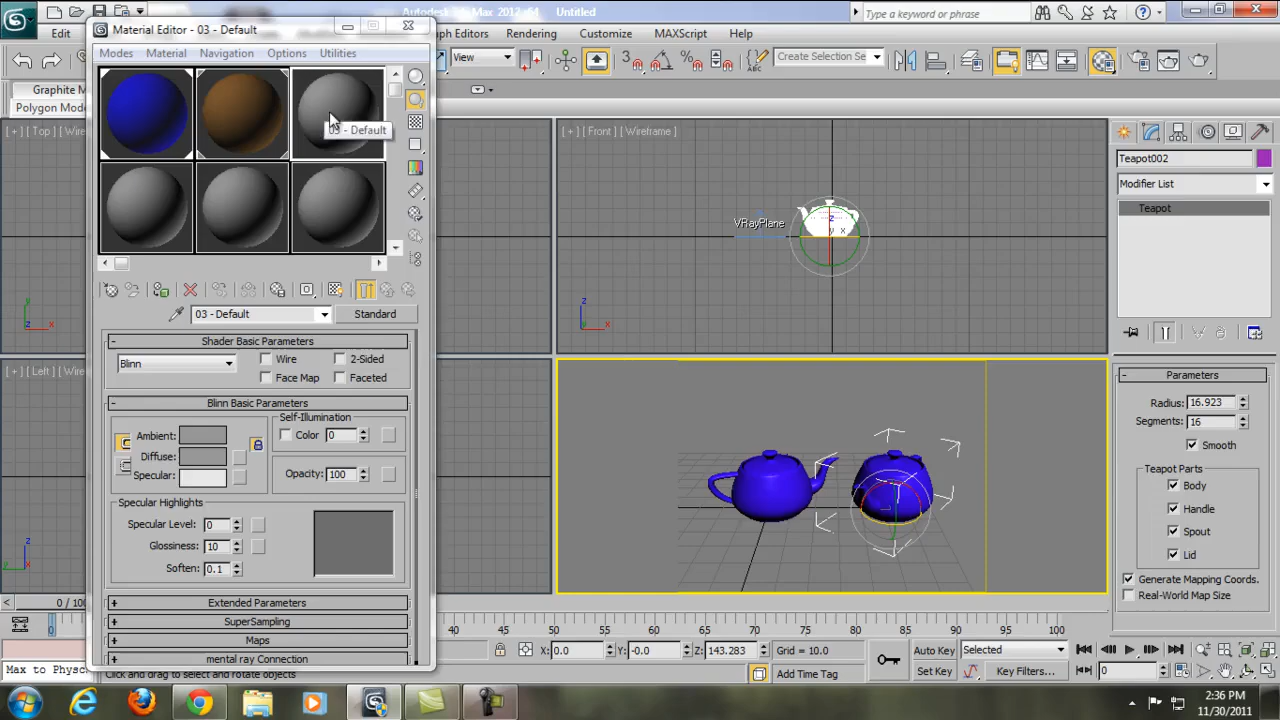 Material Editor - 03 - Default
Untitled
Type a keyword or phrase
Modes Material Navigation Options Utilities
Edit
Graph Editors Rendering Customize MAXScript Help
View
Create Selection Se
Graphite M
Polygon Mode
03 - Default
[ + ] [ Top ] [ Wire
[ + ] [ Front ] [ Wireframe ]
[ + ] [ Left ] [ Wire
VRayPlane
z
y x
Teapot002
Modifier List
Teapot
03 - Default
Standard
- Shader Basic Parameters
Blinn
Wire
2-Sided
Face Map
Faceted
- Blinn Basic Parameters
Self-Illumination
Ambient:
Color 0
Diffuse:
Specular:
Opacity: 100
Specular Highlights
Specular Level: 0
Glossiness: 10
Soften: 0.1
+ Extended Parameters
+ SuperSampling
+ Maps
+ mental ray Connection
- Parameters
Radius: 16.923
Segments: 16
Smooth
Teapot Parts
Body
Handle
Spout
Lid
Generate Mapping Coords.
Real-World Map Size
0 / 100
0
40 45 50 55 60 65 70 75 80 85 90 95 100
X: 0.0 Y: -0.0 Z: 143.283 Grid = 10.0
Auto Key Selected
Max to Physc
Click and drag to select and rotate objects
Add Time Tag
Set Key Key Filters...
0
2:36 PM
11/30/2011